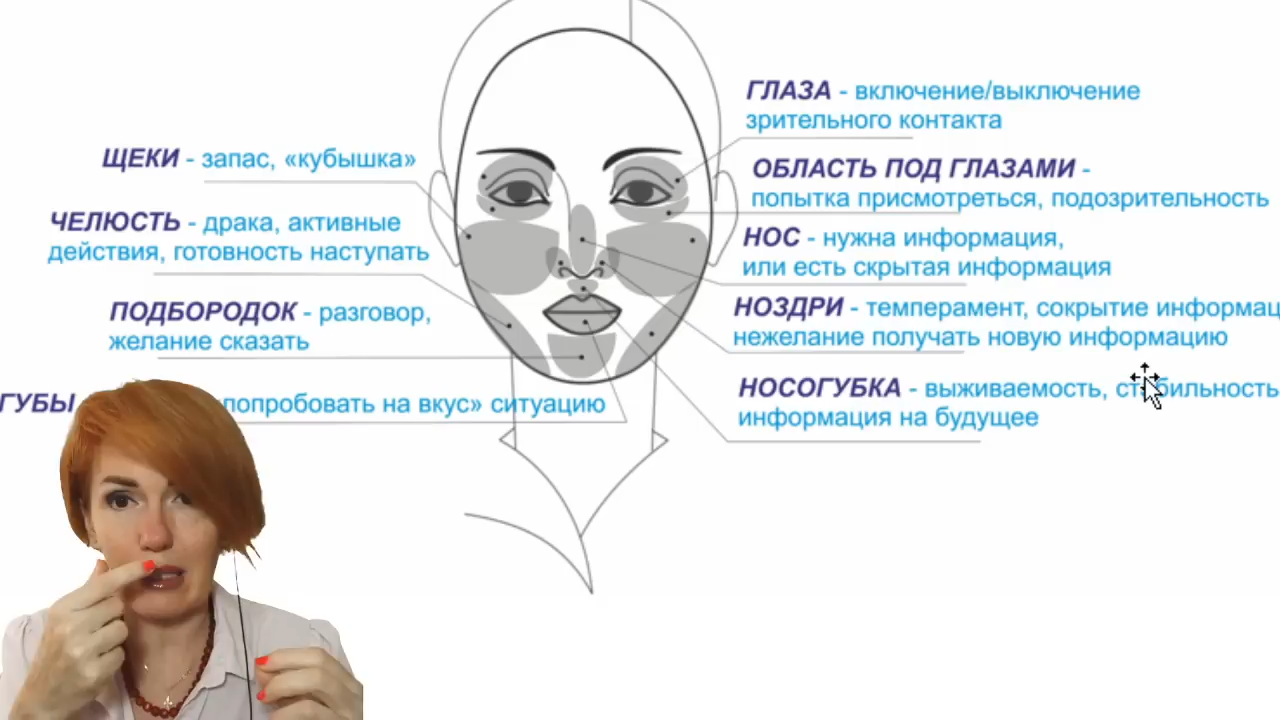 ЩЕКИ - запас, «кубышка»
ЧЕЛЮСТЬ - драка, активные
действия, готовность наступать
ПОДБОРОДОК - разговор,
желание сказать
ГУБЫ «попробовать на вкус» ситуацию
ГЛАЗА - включение/выключение
зрительного контакта
ОБЛАСТЬ ПОД ГЛАЗАМИ -
попытка присмотреться, подозрительность
НОС - нужна информация,
или есть скрытая информация
НОЗДРИ - темперамент, сокрытие информац
нежелание получать новую информацию
НОСОГУБКА - выживаемость, стабильность
информация на будущее